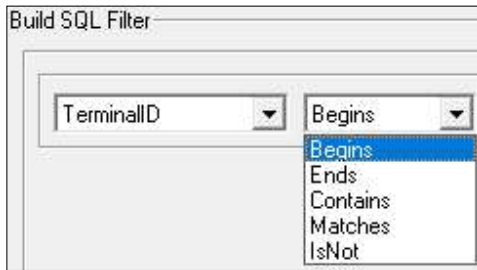 Build SQL Filter
TerminalID Begins
Begins
Ends
Contains
Matches
IsNot